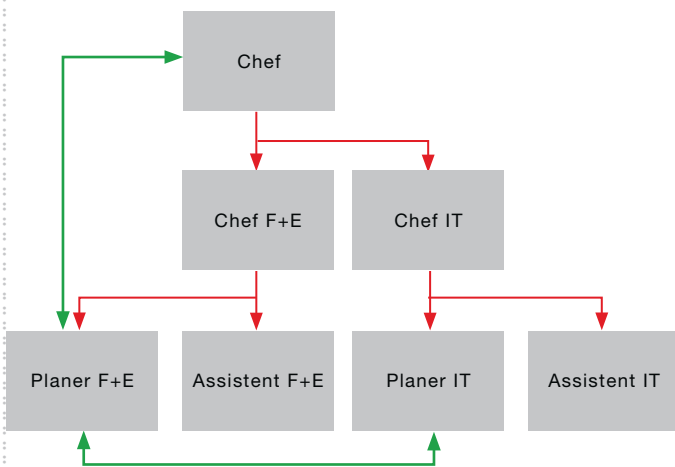 Chef
Chef F+E
Chef IT
Planer F+E
Assistent F+E
Planer IT
Assistent IT